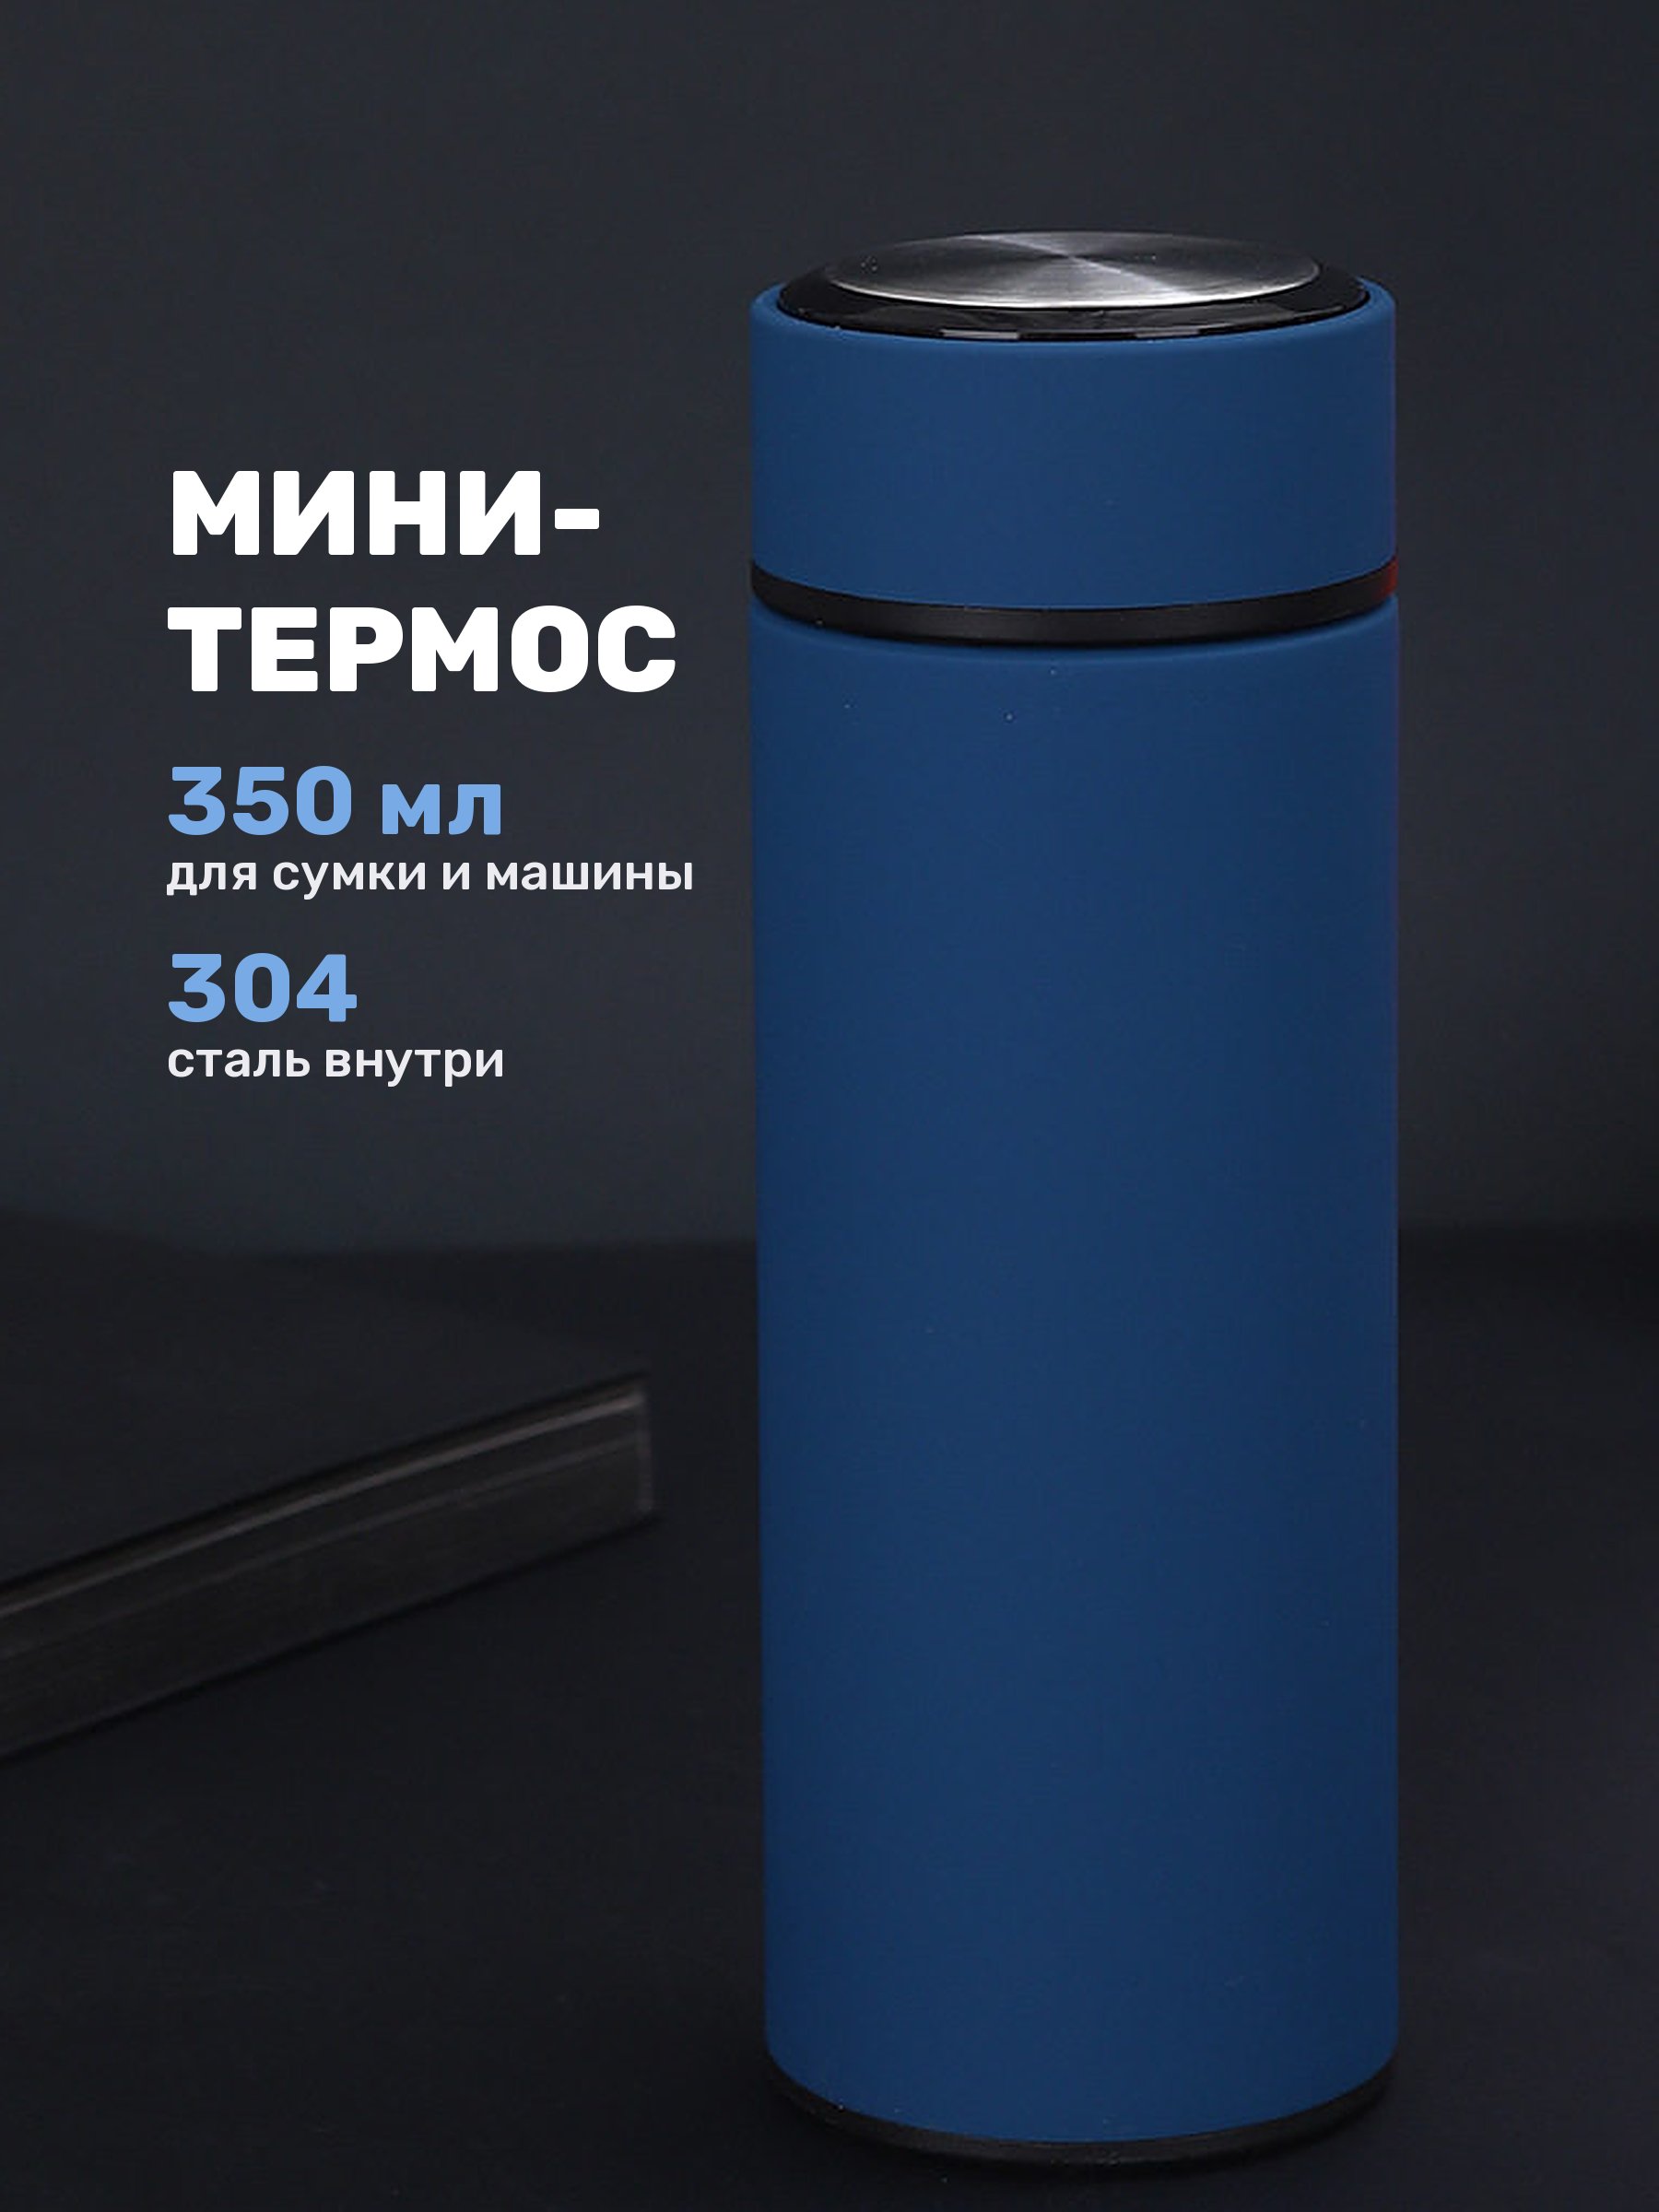 МИНИ-
ТЕРМОС
350 мл
для сумки и машины
304
сталь внутри